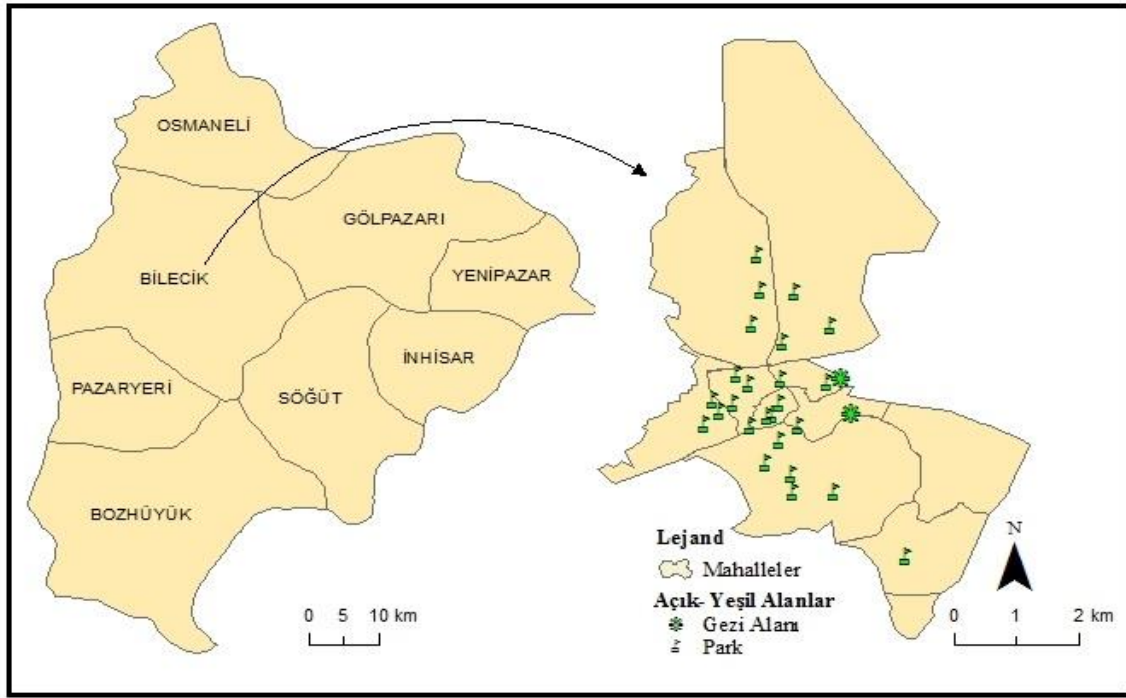 OSMANELİ
GÖLPAZARI
BİLECİK
YENİPAZAR
İNHİSAR
PAZARYERİ
SÖĞÜT
BOZHÜYÜK
0 5 10 km
Lejand
Mahalleler
Açık- Yeşil Alanlar
Gezi Alanı
Park
N
0 1 2 km